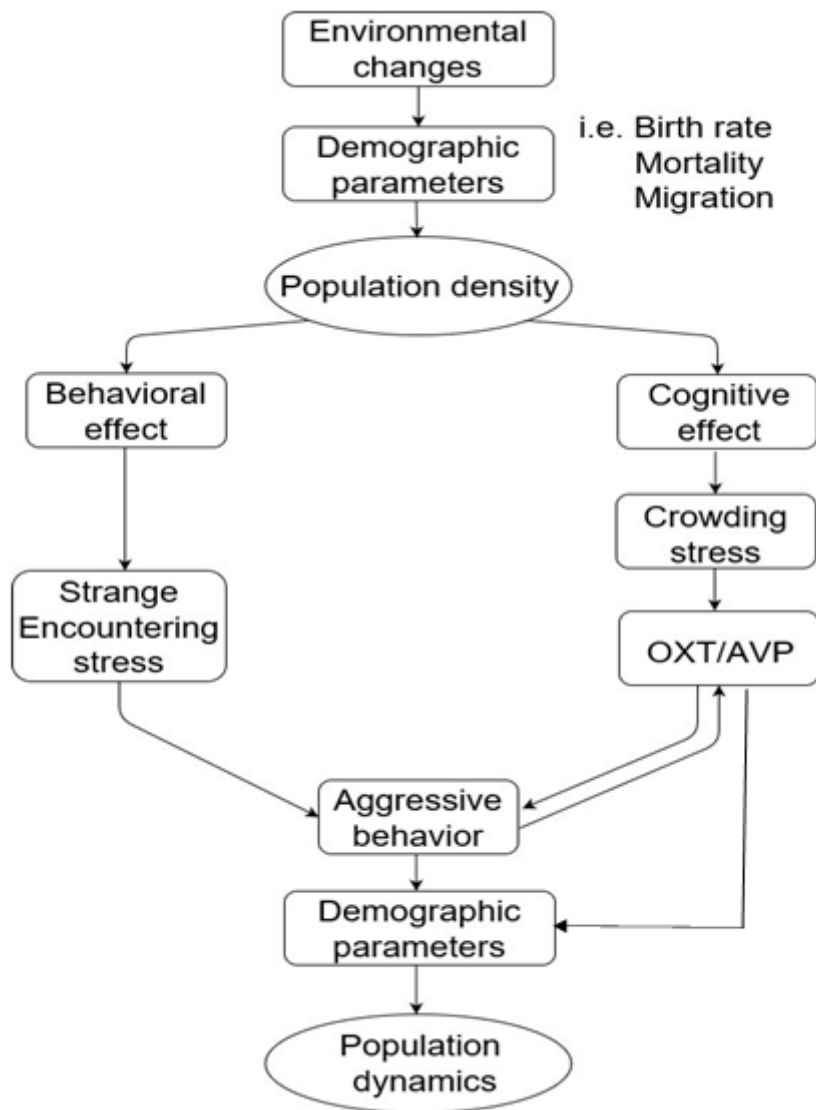 Environmental
changes
Demographic
parameters
i.e. Birth rate
Mortality
Migration
Population density
Behavioral
effect
Cognitive
effect
Crowding
stress
Strange
Encountering
stress
OXT/AVP
Aggressive
behavior
Demographic
parameters
Population
dynamics